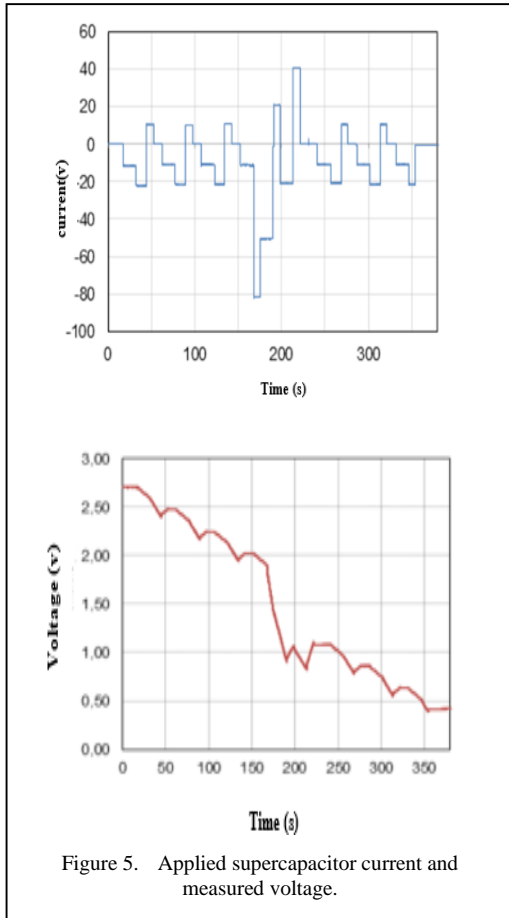 60
40
20
0
-20
-40
-60
-80
-100
current(v)
0 100 200 300
Time (s)
3,00
2,50
2,00
1,50
1,00
0,50
0,00
Voltage (v)
0 50 100 150 200 250 300 350
Time (s)
Figure 5. Applied supercapacitor current and
measured voltage.